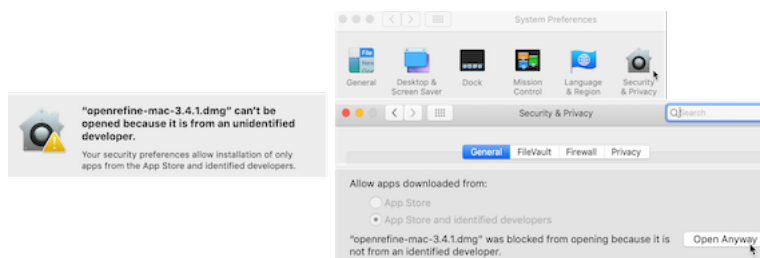 "openrefine-mac-3.4.1.dmg" can't be
opened because it is from an unidentified
developer.
Your security preferences allow installation of only
apps from the App Store and identified developers.
System Preferences
File
New
General
Desktop &
Screen Saver
Dock
Mission
Control
Language
& Region
Security
& Privacy
Security & Privacy
Search
General FileVault Firewall Privacy
Allow apps downloaded from:
App Store
App Store and identified developers
"openrefine-mac-3.4.1.dmg" was blocked from opening because it is
not from an identified developer.
Open Anyway